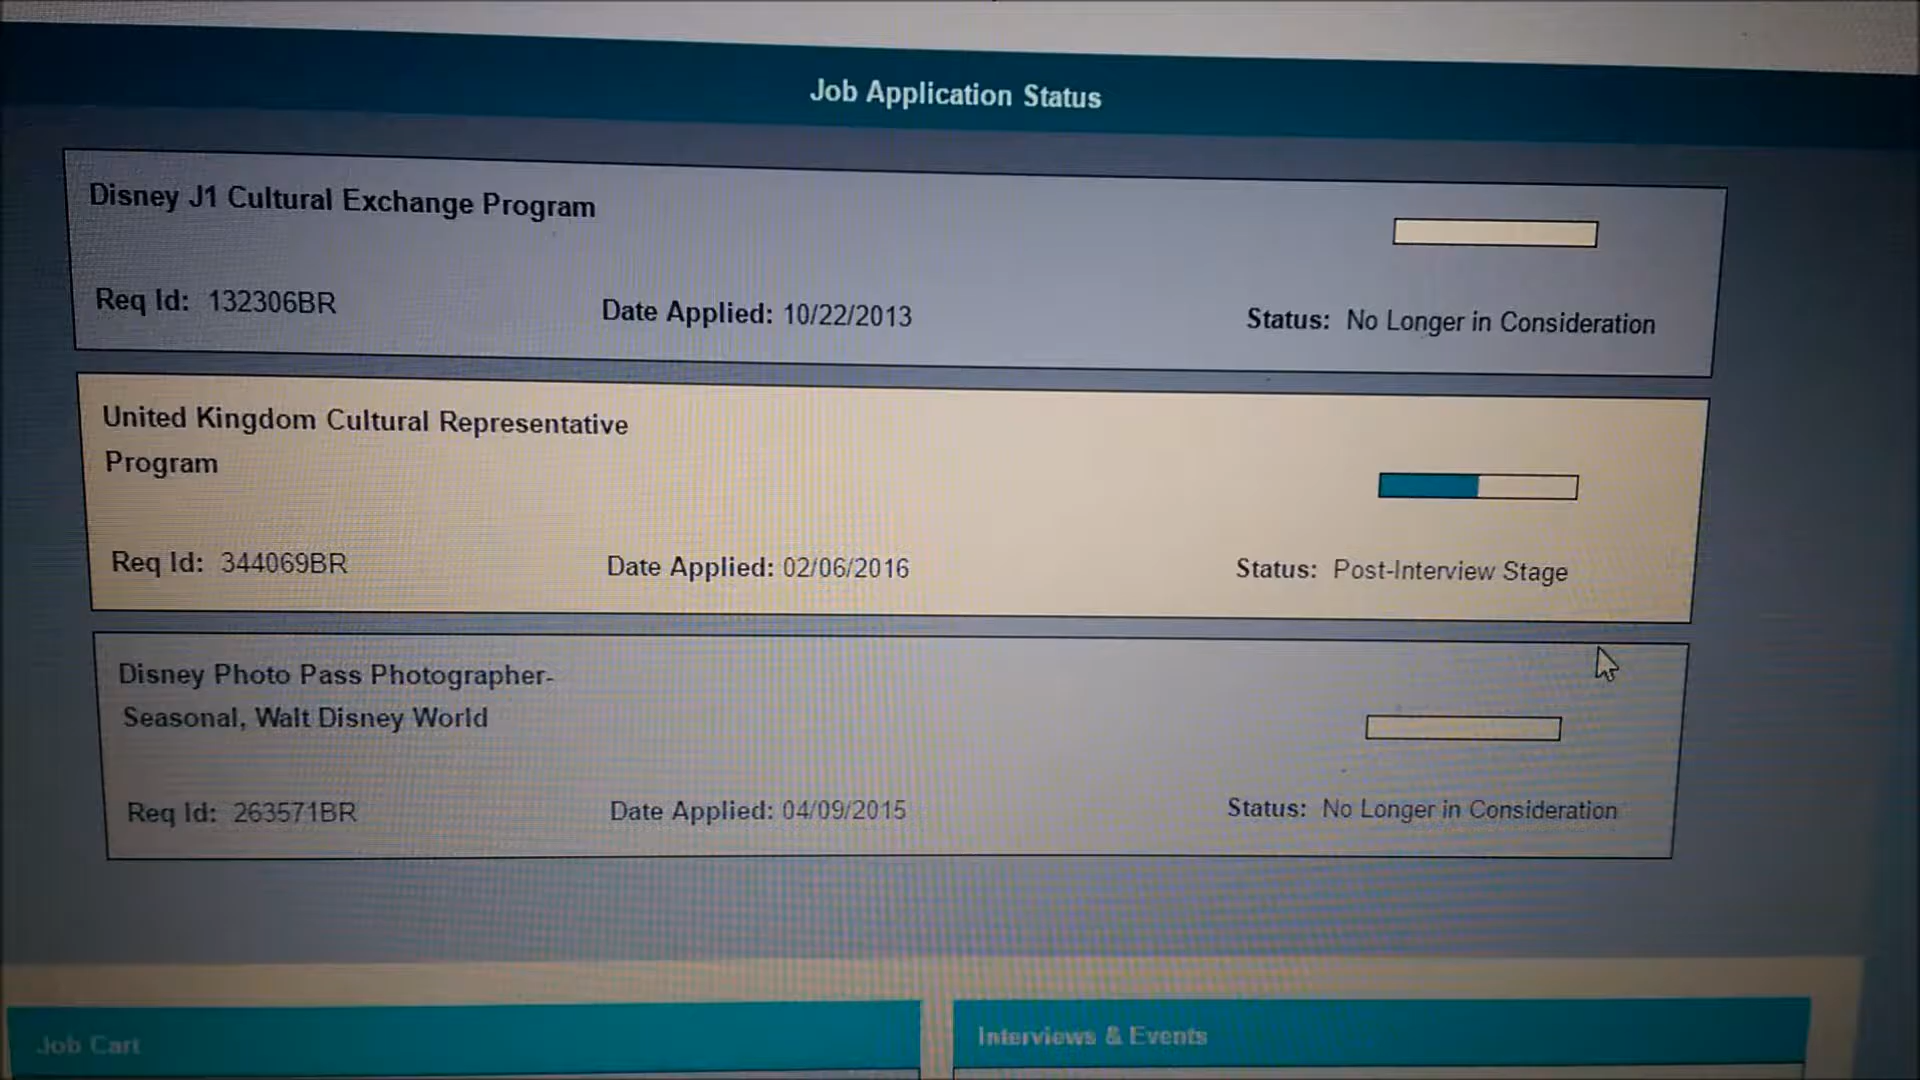 Job Application Status
Disney J1 Cultural Exchange Program
Req Id: 132306BR
Date Applied: 10/22/2013
Status: No Longer in Consideration
United Kingdom Cultural Representative
Program
Req Id: 344069BR
Date Applied: 02/06/2016
Status: Post-Interview Stage
Disney Photo Pass Photographer-
Seasonal, Walt Disney World
Req Id: 263571BR
Date Applied: 04/09/2015
Status: No Longer in Consideration
Job Cart
Interviews & Events